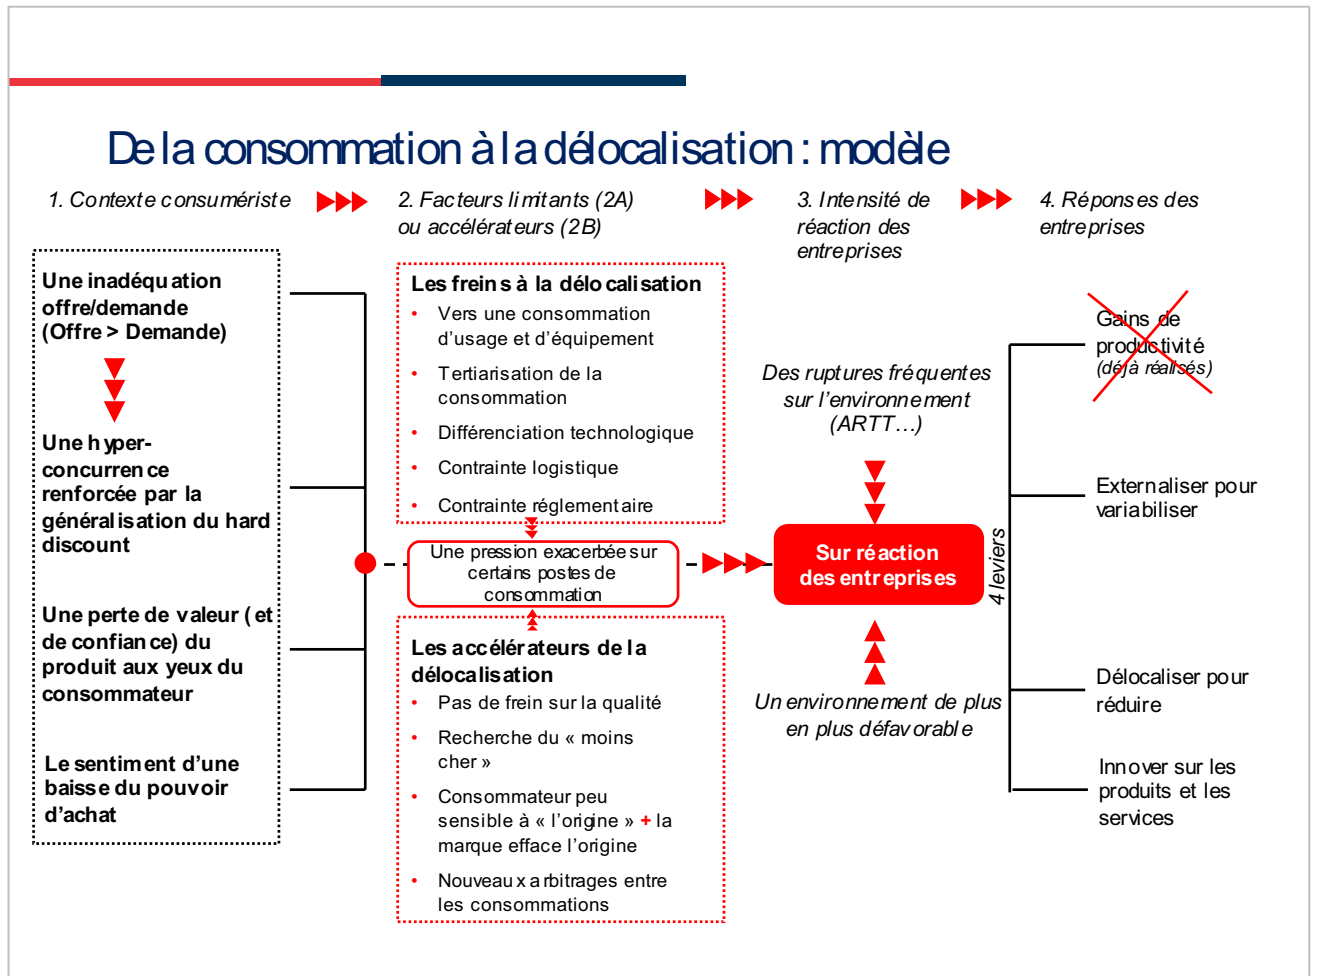 De la consommation à la délocalisation : modèle
1. Contexte consumériste
2. Facteurs limitants (2A)
ou accélérateurs (2B)
3. Intensité de
réaction des
entreprises
4. Réponses des
entreprises
Une inadéquation
offre/demande
(Offre > Demande)
Une hyper-
concurrence
renforcée par la
généralisation du hard
discount
Une perte de valeur (et
de confiance) du
produit aux yeux du
consommateur
Le sentiment d’une
baisse du pouvoir
d’achat
Les freins à la délocalisation
• Vers une consommation
d’usage et d’équipement
• Tertiarisation de la
consommation
• Différenciation technologique
• Contrainte logistique
• Contrainte réglementaire
Une pression exacerbée sur
certains postes de
consommation
Les accélérateurs de la
délocalisation
• Pas de frein sur la qualité
• Recherche du « moins
cher »
• Consommateur peu
sensible à « l’origine » + la
marque efface l’origine
• Nouveaux arbitrages entre
les consommations
Des ruptures fréquentes
sur l’environnement
(ARTT…)
Sur réaction
des entreprises
Un environnement de plus
en plus défavorable
4 leviers
Gains de
productivité
(déjà réalisés)
Externaliser pour
variabiliser
Délocaliser pour
réduire
Innover sur les
produits et les
services